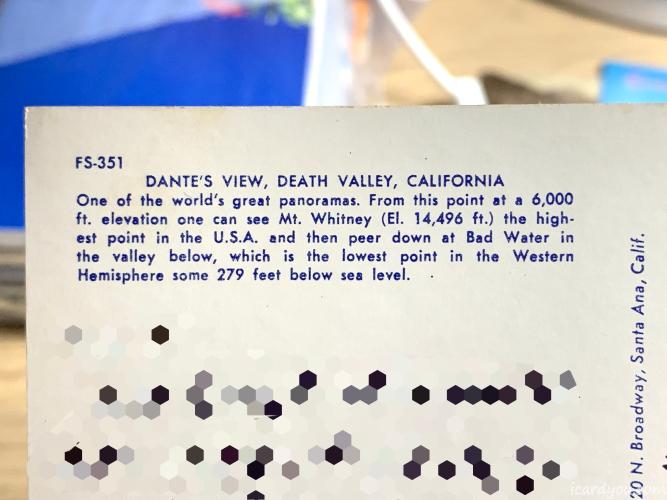 FS-351
DANTE'S VIEW, DEATH VALLEY, CALIFORNIA
One of the world's great panoramas. From this point at a 6,000
ft. elevation one can see Mt. Whitney (El. 14,496 ft.) the high-
est point in the U.S.A. and then peer down at Bad Water in
the valley below, which is the lowest point in the Western
Hemisphere some 279 feet below sea level.
20 N. Broadway, Santa Ana, Calif.